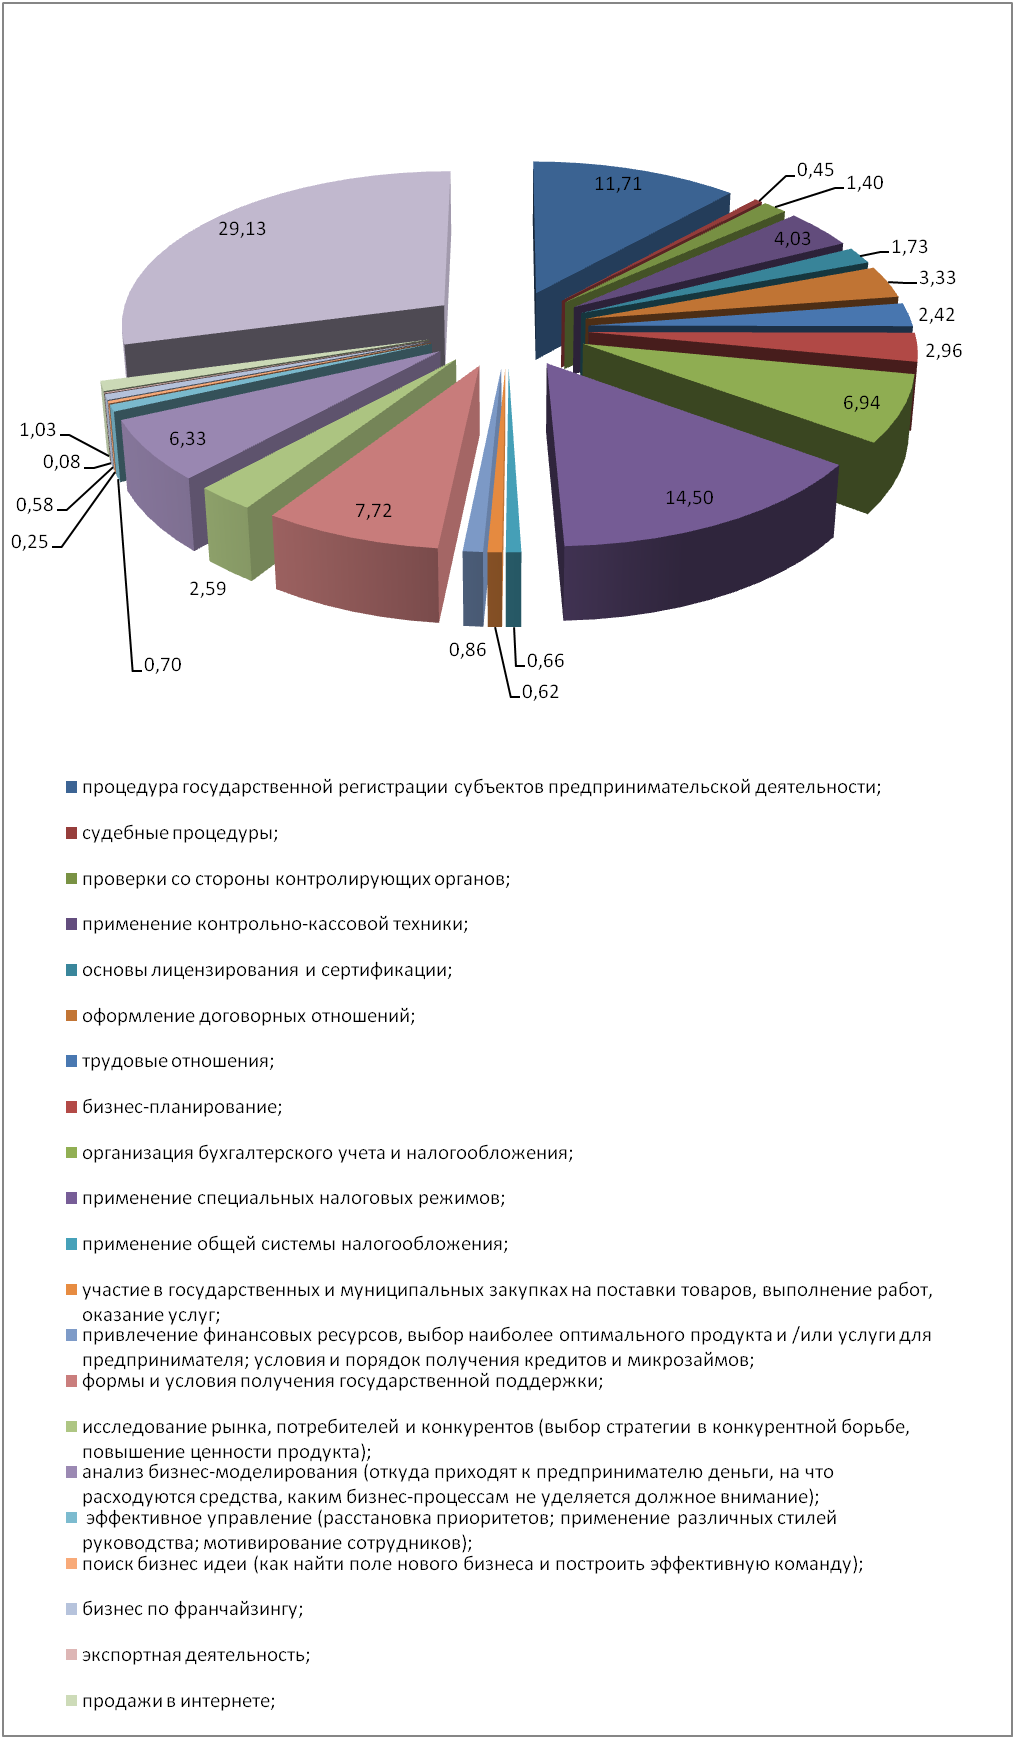 11,71
0,45
1,40
4,03
1,73
3,33
2,42
2,96
6,94
14,50
0,66
0,62
0,86
7,72
2,59
6,33
0,70
0,25
0,58
0,08
1,03
29,13
процедура государственной регистрации субъектов предпринимательской деятельности;
судебные процедуры;
проверки со стороны контролирующих органов;
применение контрольно-кассовой техники;
основы лицензирования и сертификации;
оформление договорных отношений;
трудовые отношения;
бизнес-планирование;
организация бухгалтерского учета и налогообложения;
применение специальных налоговых режимов;
применение общей системы налогообложения;
участие в государственных и муниципальных закупках на поставки товаров, выполнение работ,
оказание услуг;
привлечение финансовых ресурсов, выбор наиболее оптимального продукта и /или услуги для
предпринимателя; условия и порядок получения кредитов и микрозаймов;
формы и условия получения государственной поддержки;
исследование рынка, потребителей и конкурентов (выбор стратегии в конкурентной борьбе,
повышение ценности продукта);
анализ бизнес-моделирования (откуда приходят к предпринимателю деньги, на что
расходуются средства, каким бизнес-процессам не уделяется должное внимание);
эффективное управление (расстановка приоритетов; применение различных стилей
руководства; мотивирование сотрудников);
поиск бизнес идеи (как найти поле нового бизнеса и построить эффективную команду);
бизнес по франчайзингу;
экспортная деятельность;
продажи в интернете;